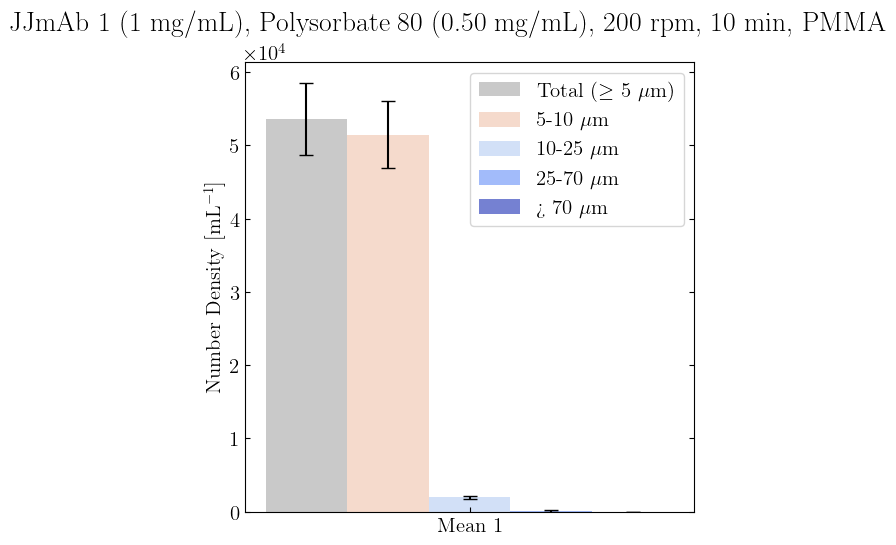 JJmAb 1 (1 mg/mL), Polysorbate 80 (0.50 mg/mL), 200 rpm, 10 min, PMMA
×10⁴
6
5
4
3
2
1
0
Number Density [mL⁻¹]
Total (≥ 5 μm)
5-10 μm
10-25 μm
25-70 μm
> 70 μm
Mean 1